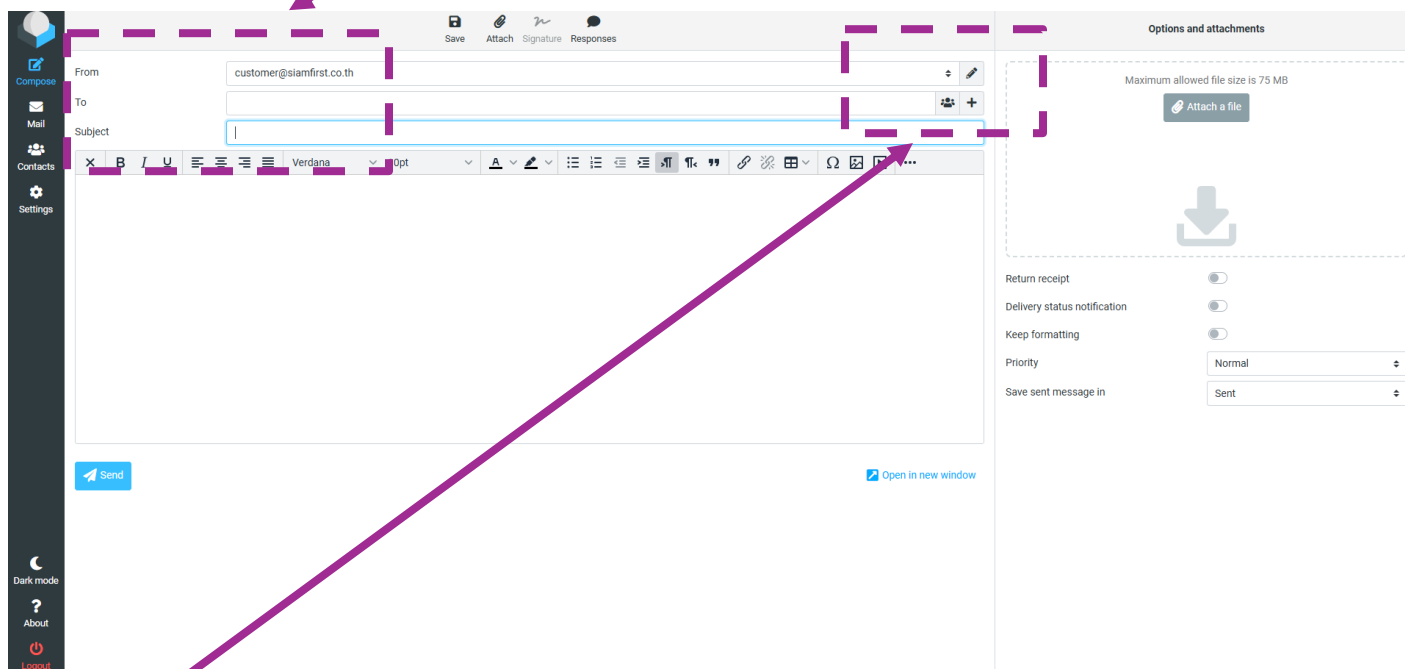 Save Attach Signature Responses
Options and attachments
Compose
Mail
Contacts
Settings
From customer@siamfirst.co.th
To
Subject
B I U Verdana 10pt A Ω
Maximum allowed file size is 75 MB
Attach a file
Return receipt
Delivery status notification
Keep formatting
Priority Normal
Save sent message in Sent
Send
Open in new window
Dark mode
? 
About
Logout